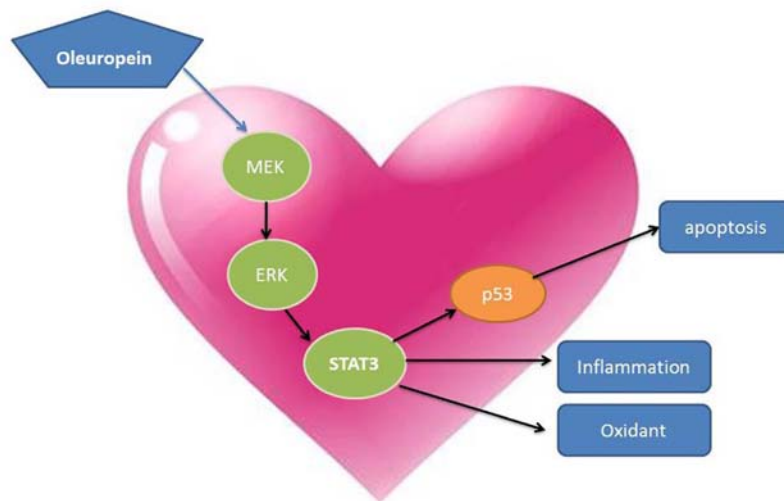 Oleuropein
MEK
ERK
STAT3
p53
apoptosis
Inflammation
Oxidant